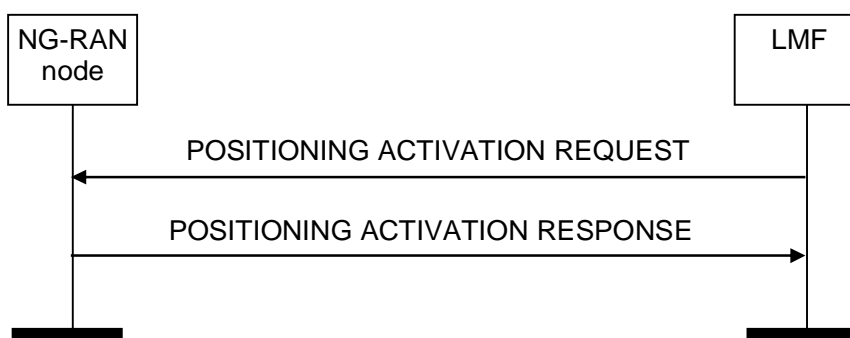 NG-RAN
node
LMF
POSITIONING ACTIVATION REQUEST
POSITIONING ACTIVATION RESPONSE